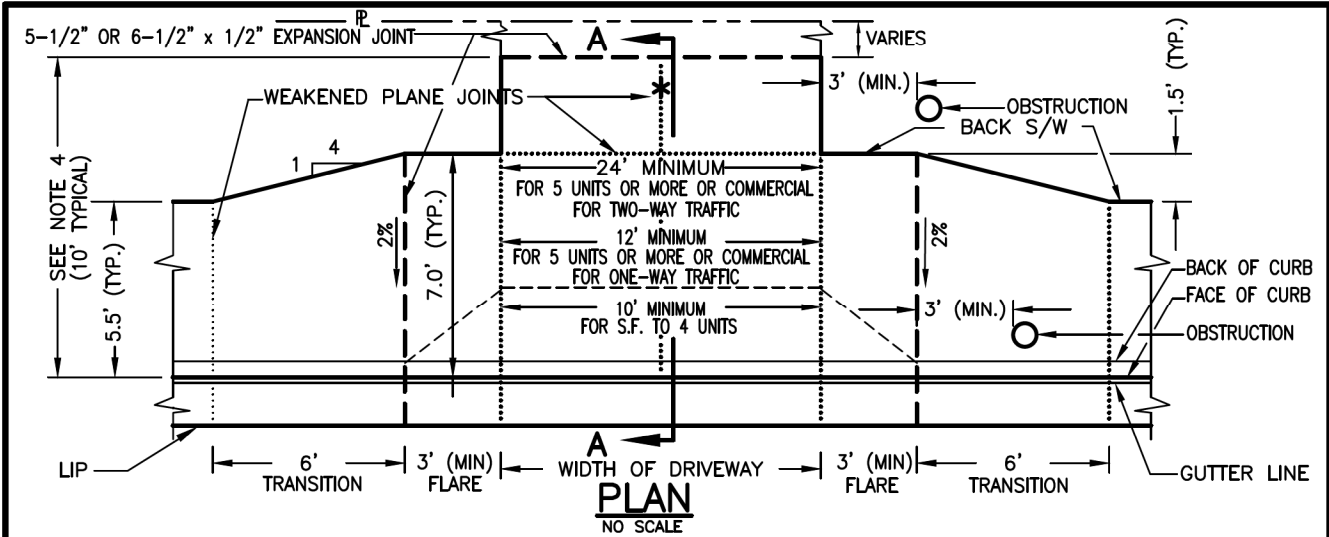 ℄
5-1/2" OR 6-1/2" x 1/2" EXPANSION JOINT
A
VARIES
3' (MIN.)
1.5' (TYP.)
WEAKENED PLANE JOINTS
*
OBSTRUCTION
BACK S/W
1
4
24' MINIMUM
FOR 5 UNITS OR MORE OR COMMERCIAL
FOR TWO-WAY TRAFFIC
SEE NOTE 4
(10' TYPICAL)
5.5' (TYP.)
2%
7.0' (TYP.)
12' MINIMUM
FOR 5 UNITS OR MORE OR COMMERCIAL
FOR ONE-WAY TRAFFIC
2%
BACK OF CURB
FACE OF CURB
10' MINIMUM
FOR S.F. TO 4 UNITS
3' (MIN.)
OBSTRUCTION
A
LIP
6'
TRANSITION
3' (MIN)
FLARE
WIDTH OF DRIVEWAY
3' (MIN)
FLARE
6'
TRANSITION
GUTTER LINE
PLAN
NO SCALE